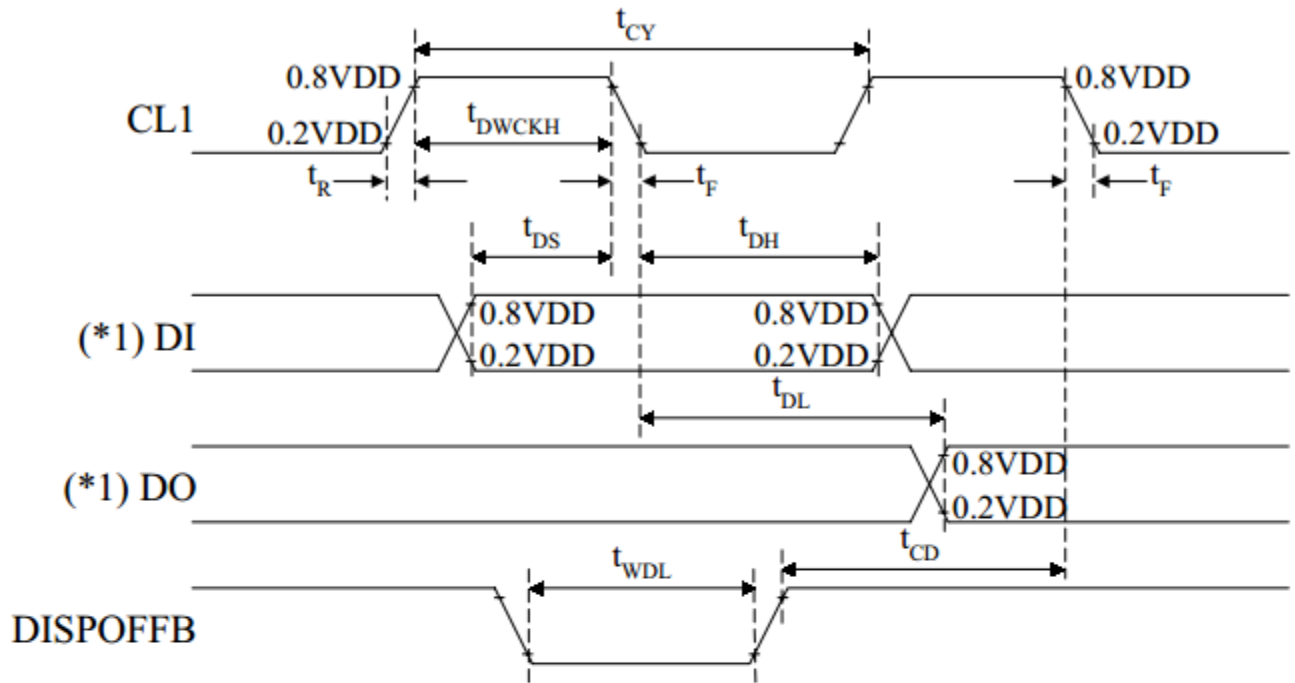 tCY
0.8VDD 0.8VDD
CL1 tDWCKH
0.2VDD 0.2VDD
tR tF tF
tDS tDH
(*1) DI 0.8VDD 0.8VDD
0.2VDD 0.2VDD
tDL
(*1) DO 0.8VDD
0.2VDD
tCD
tWDL
DISPOFFB